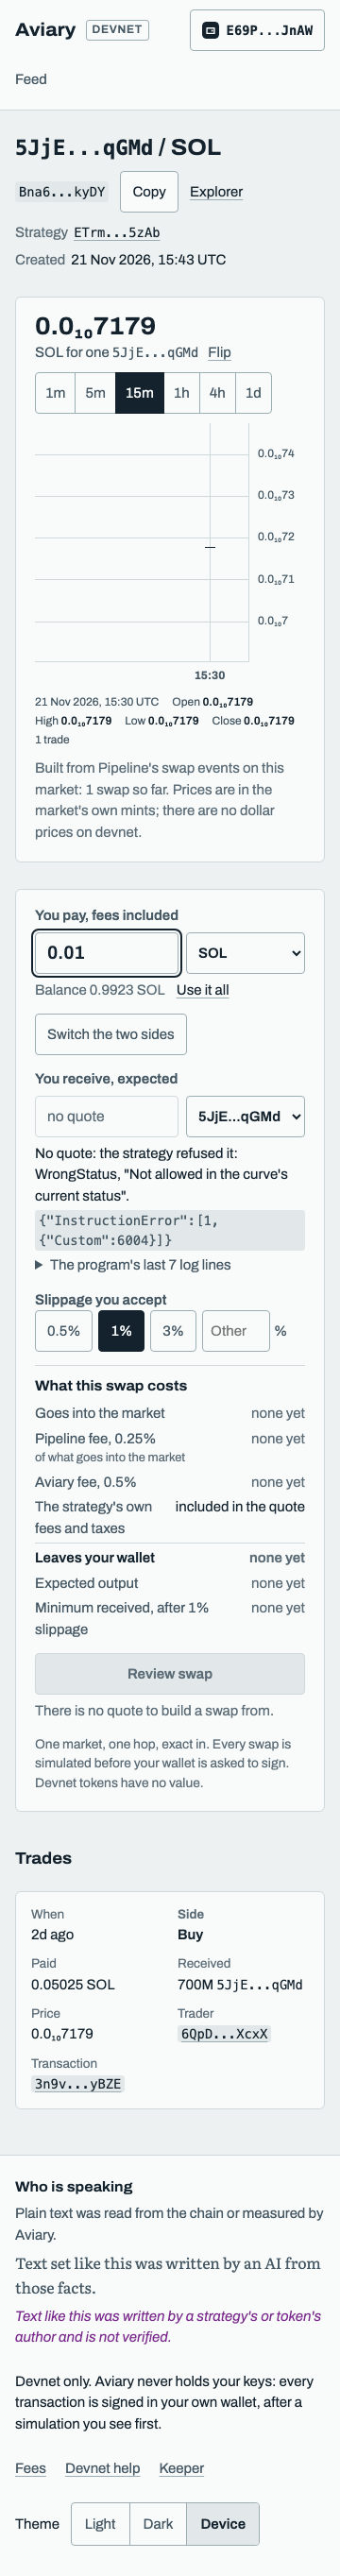 Aviary DEVNET E69P...JnAW
Feed
5JjE...qGMd / SOL
Bna6...kyDY Copy Explorer
Strategy ETrm...5zAb
Created 21 Nov 2026, 15:43 UTC
0.0₁₀7179
SOL for one 5JjE...qGMd Flip
1m 5m 15m 1h 4h 1d
0.0₁₀74
0.0₁₀73
0.0₁₀72
0.0₁₀71
0.0₁₀7
15:30
21 Nov 2026, 15:30 UTC Open 0.0₁₀7179
High 0.0₁₀7179 Low 0.0₁₀7179 Close 0.0₁₀7179
1 trade
Built from Pipeline's swap events on this
market: 1 swap so far. Prices are in the
market's own mints; there are no dollar
prices on devnet.
You pay, fees included
0.01 SOL
Balance 0.9923 SOL Use it all
Switch the two sides
You receive, expected
no quote 5JjE...qGMd
No quote: the strategy refused it:
WrongStatus, "Not allowed in the curve's
current status".
{"InstructionError":[1,
{"Custom":6004}]}
The program's last 7 log lines
Slippage you accept
0.5% 1% 3% Other %
What this swap costs
Goes into the market none yet
Pipeline fee, 0.25% none yet
of what goes into the market
Aviary fee, 0.5% none yet
The strategy's own included in the quote
fees and taxes
Leaves your wallet none yet
Expected output none yet
Minimum received, after 1% none yet
slippage
Review swap
There is no quote to build a swap from.
One market, one hop, exact in. Every swap is
simulated before your wallet is asked to sign.
Devnet tokens have no value.
Trades
When Side
2d ago Buy
Paid Received
0.05025 SOL 700M 5JjE...qGMd
Price Trader
0.0₁₀7179 6QpD...XcxX
Transaction
3n9v...yBZE
Who is speaking
Plain text was read from the chain or measured by
Aviary.
Text set like this was written by an AI from
those facts.
Text like this was written by a strategy's or token's
author and is not verified.
Devnet only. Aviary never holds your keys: every
transaction is signed in your own wallet, after a
simulation you see first.
Fees Devnet help Keeper
Theme Light Dark Device